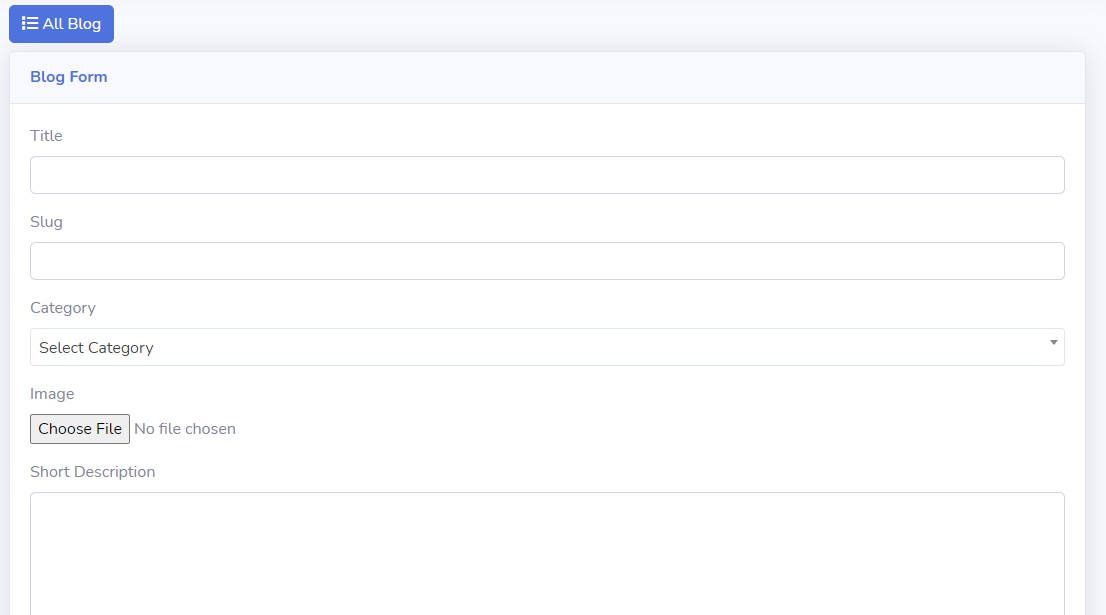 All Blog
Blog Form
Title
Slug
Category
Select Category
Image
Choose File No file chosen
Short Description